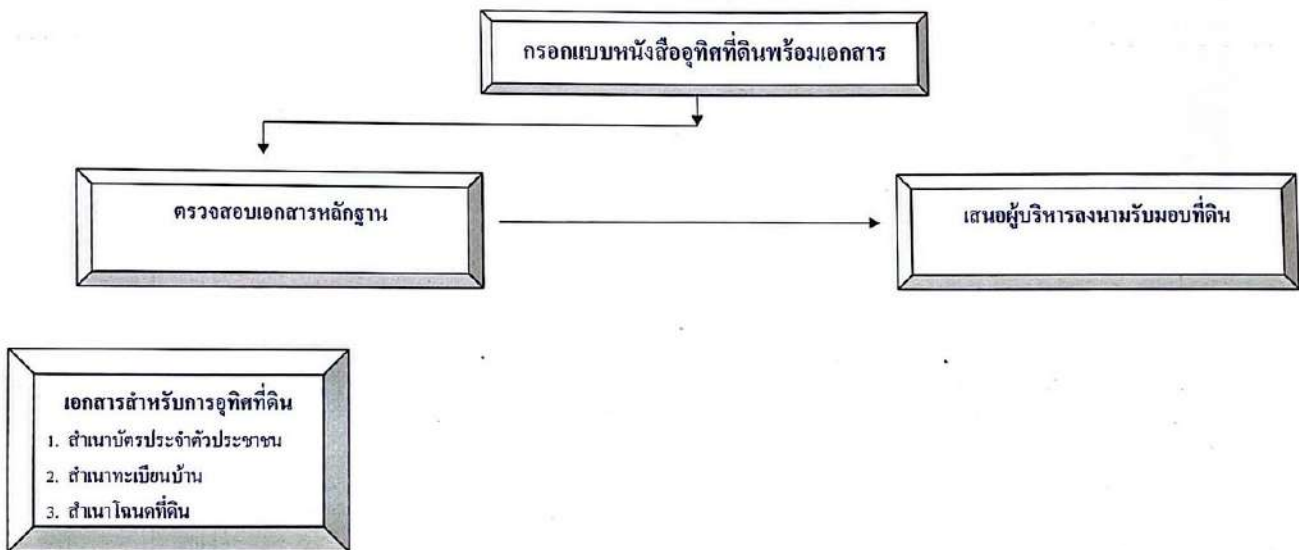 กรอกแบบหนังสืออุทิศที่ดินพร้อมเอกสาร
ตรวจสอบเอกสารหลักฐาน
เสนอผู้บริหารลงนามรับมอบที่ดิน
เอกสารสำหรับการอุทิศที่ดิน
1. สำเนาบัตรประจำตัวประชาชน
2. สำเนาทะเบียนบ้าน
3. สำเนาโฉนดที่ดิน